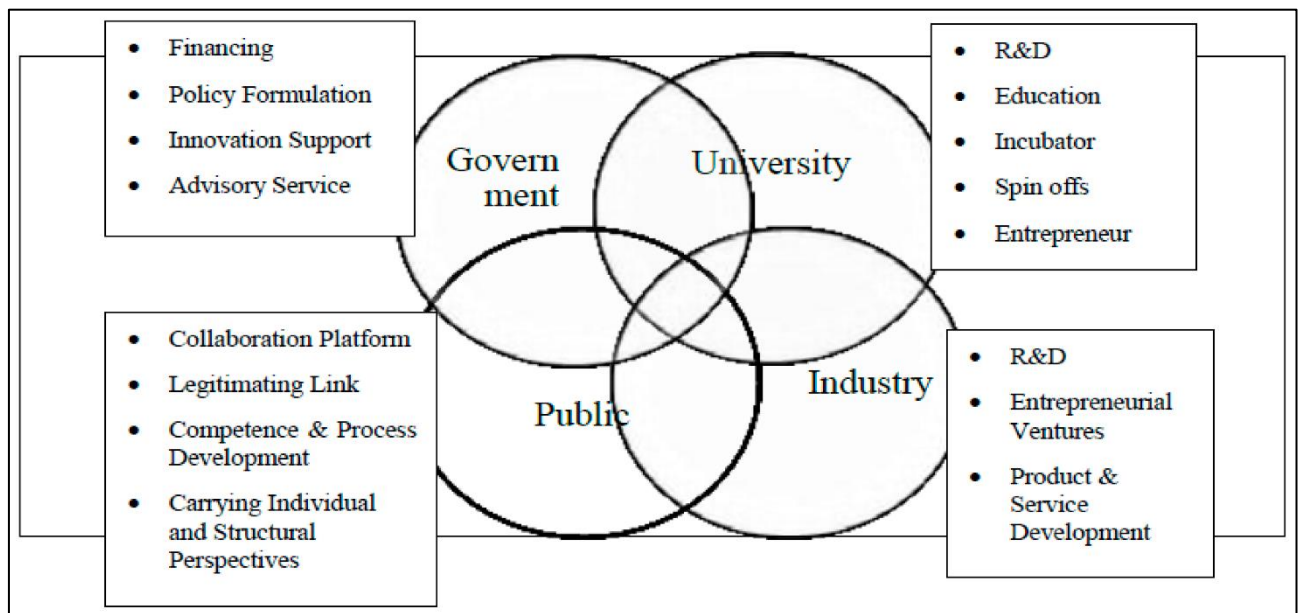 • Financing
• Policy Formulation
• Innovation Support
• Advisory Service
Govern
ment
University
• R&D
• Education
• Incubator
• Spin offs
• Entrepreneur
• Collaboration Platform
• Legitimating Link
• Competence & Process
Development
• Carrying Individual
and Structural
Perspectives
Public
Industry
• R&D
• Entrepreneurial
Ventures
• Product &
Service
Development